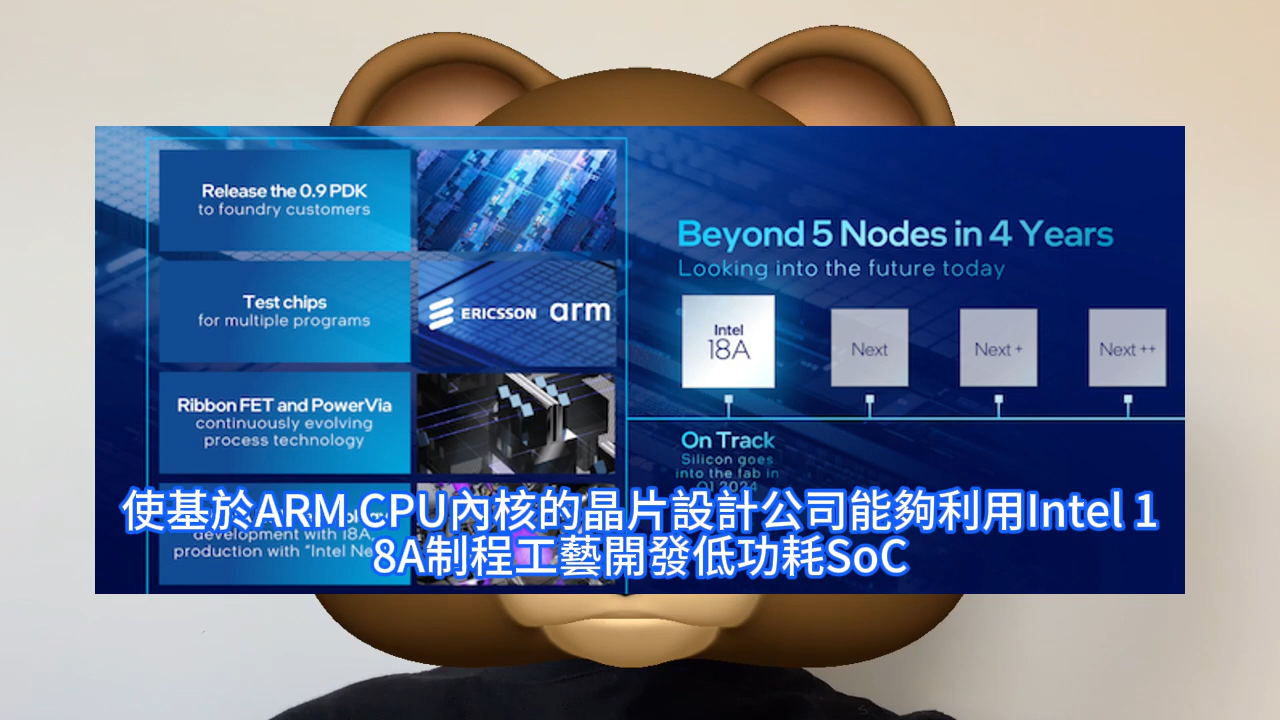 Release the 0.9 PDK
to foundry customers
Test chips
for multiple programs
ERICSSON arm
Ribbon FET and PowerVia
continuously evolving
process technology
development with 18A,
production with "Intel Ne
Beyond 5 Nodes in 4 Years
Looking into the future today
Intel
18A
Next
Next +
Next ++
On Track
Silicon goes
into the fab in
Q1 2024
使基於ARM CPU內核的晶片設計公司能夠利用Intel 1
8A制程工藝開發低功耗SoC